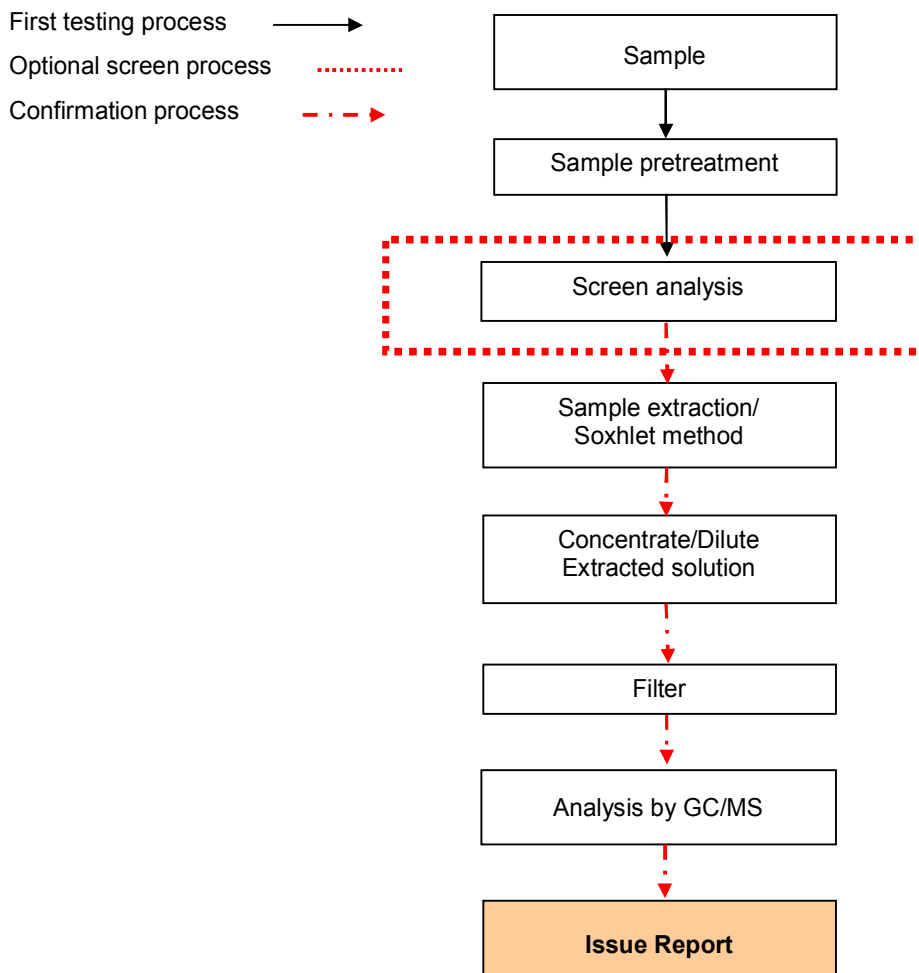 First testing process
Optional screen process
Confirmation process
Sample
Sample pretreatment
Screen analysis
Sample extraction/
Soxhlet method
Concentrate/Dilute
Extracted solution
Filter
Analysis by GC/MS
Issue Report